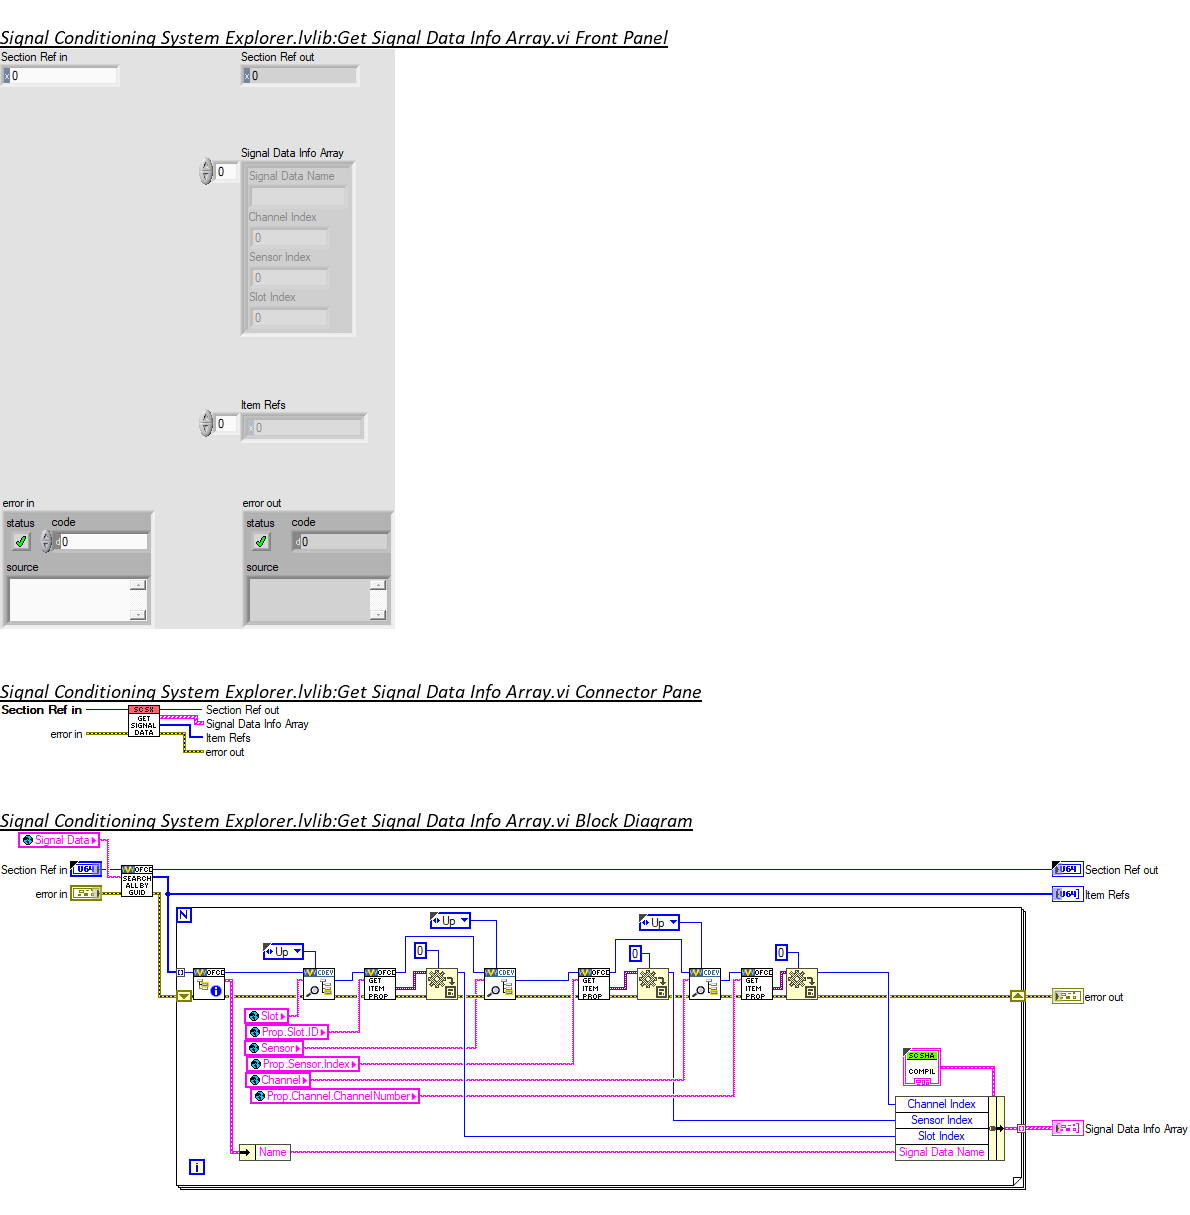 Signal Conditioning System Explorer.lvlib:Get Signal Data Info Array.vi Front Panel
Section Ref in
Section Ref out
x 0
x 0
Signal Data Info Array
0
Signal Data Name
Channel Index
0
Sensor Index
0
Slot Index
0
Item Refs
0
x 0
error in
error out
status code
status code
d 0
d 0
source
source
Signal Conditioning System Explorer.lvlib:Get Signal Data Info Array.vi Connector Pane
Section Ref in
SCSX
GET
SIGNAL
DATA
Section Ref out
Signal Data Info Array
error in
Item Refs
error out
Signal Conditioning System Explorer.lvlib:Get Signal Data Info Array.vi Block Diagram
Signal Data
Section Ref in
U64
OFCD
SEARCH
ALL BY
GUID
U64
Section Ref out
error in
U64
Item Refs
N
Up
Up
Up
0
0
0
OFCD
CDEV
OFCD
GET
ITEM
PROP
CDEV
OFCD
GET
ITEM
PROP
CDEV
OFCD
GET
ITEM
PROP
error out
Slot
Prop.Slot.ID
Sensor
Prop.Sensor.Index
Channel
Prop.Channel.ChannelNumber
SCSHA
COMPIL
Channel Index
Sensor Index
Slot Index
Signal Data Name
Signal Data Info Array
Name
i